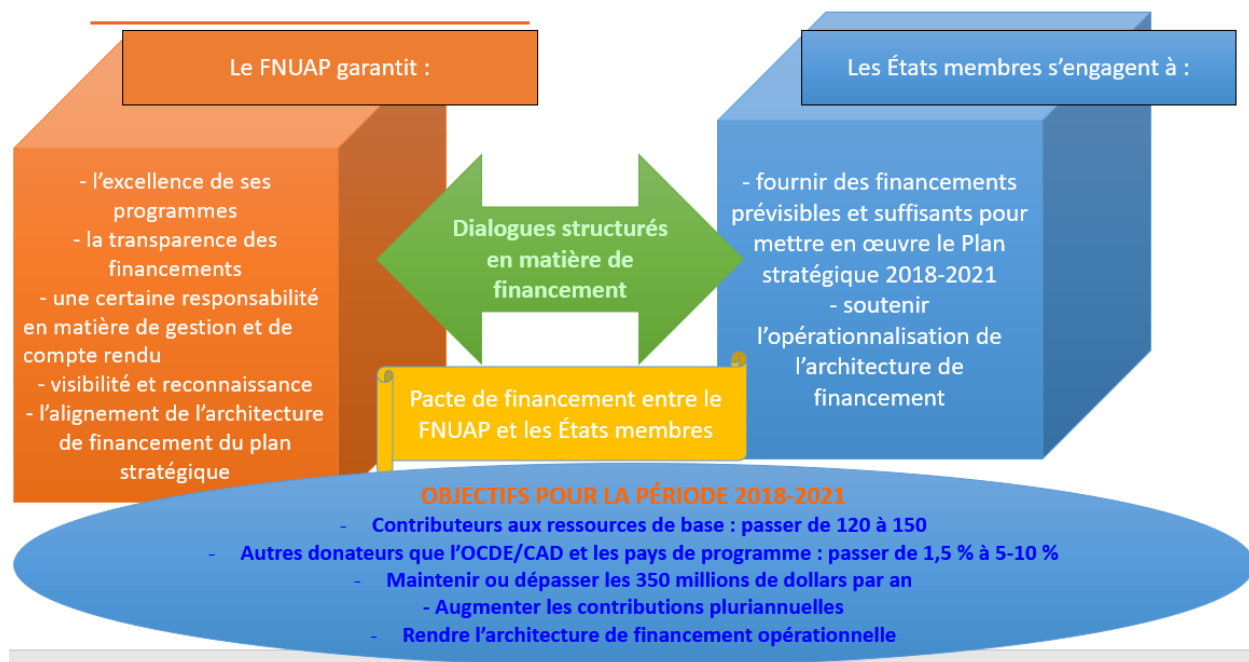 Le FNUAP garantit :
- l’excellence de ses
programmes
- la transparence des
financements
- une certaine responsabilité
en matière de gestion et de
compte rendu
- visibilité et reconnaissance
- l’alignement de l’architecture
de financement du plan
stratégique
Dialogues structurés
en matière de
financement
Pacte de financement entre le
FNUAP et les États membres
Les États membres s’engagent à :
- fournir des financements
prévisibles et suffisants pour
mettre en œuvre le Plan
stratégique 2018-2021
- soutenir
l’opérationnalisation de
l’architecture de
financement
OBJECTIFS POUR LA PÉRIODE 2018-2021
- Contributeurs aux ressources de base : passer de 120 à 150
- Autres donateurs que l’OCDE/CAD et les pays de programme : passer de 1,5 % à 5-10 %
- Maintenir ou dépasser les 350 millions de dollars par an
- Augmenter les contributions pluriannuelles
- Rendre l’architecture de financement opérationnelle